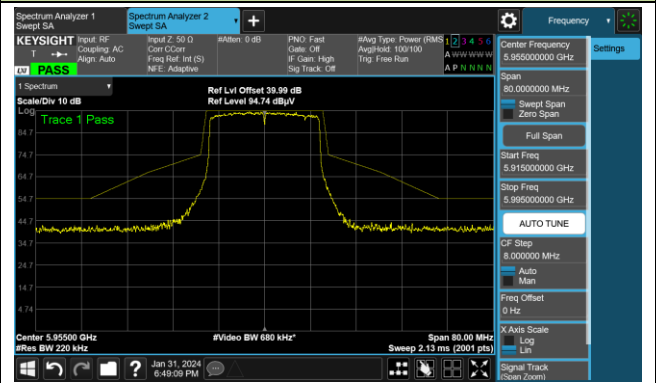 Spectrum Analyzer 1
Swept SA
Spectrum Analyzer 2
Swept SA
Frequency
KEYSIGHT
Input: RF
Coupling: AC
Align: Auto
Input Z: 50 Ω
Corr CCorr
Freq Ref: Int (S)
NFE: Adaptive
#Atten: 0 dB
PNO: Fast
Gate: Off
IF Gain: High
Sig Track: Off
#Avg Type: Power (RMS
Avg|Hold: 100/100
Trig: Free Run
1 2 3 4 5 6
A W W W W W
A P N N N N
LXI PASS
1 Spectrum
Scale/Div 10 dB
Ref Lvl Offset 39.99 dB
Ref Level 94.74 dBµV
Log
Trace 1 Pass
84.7
74.7
64.7
54.7
44.7
34.7
24.7
14.7
4.74
Center 5.95500 GHz
#Res BW 220 kHz
#Video BW 680 kHz*
Span 80.00 MHz
Sweep 2.13 ms (2001 pts)
Center Frequency
5.955000000 GHz
Settings
Span
80.0000000 MHz
Swept Span
Zero Span
Full Span
Start Freq
5.915000000 GHz
Stop Freq
5.995000000 GHz
AUTO TUNE
CF Step
8.000000 MHz
Auto
Man
Freq Offset
0 Hz
X Axis Scale
Log
Lin
Signal Track
(Span Zoom)
Jan 31, 2024
6:49:09 PM